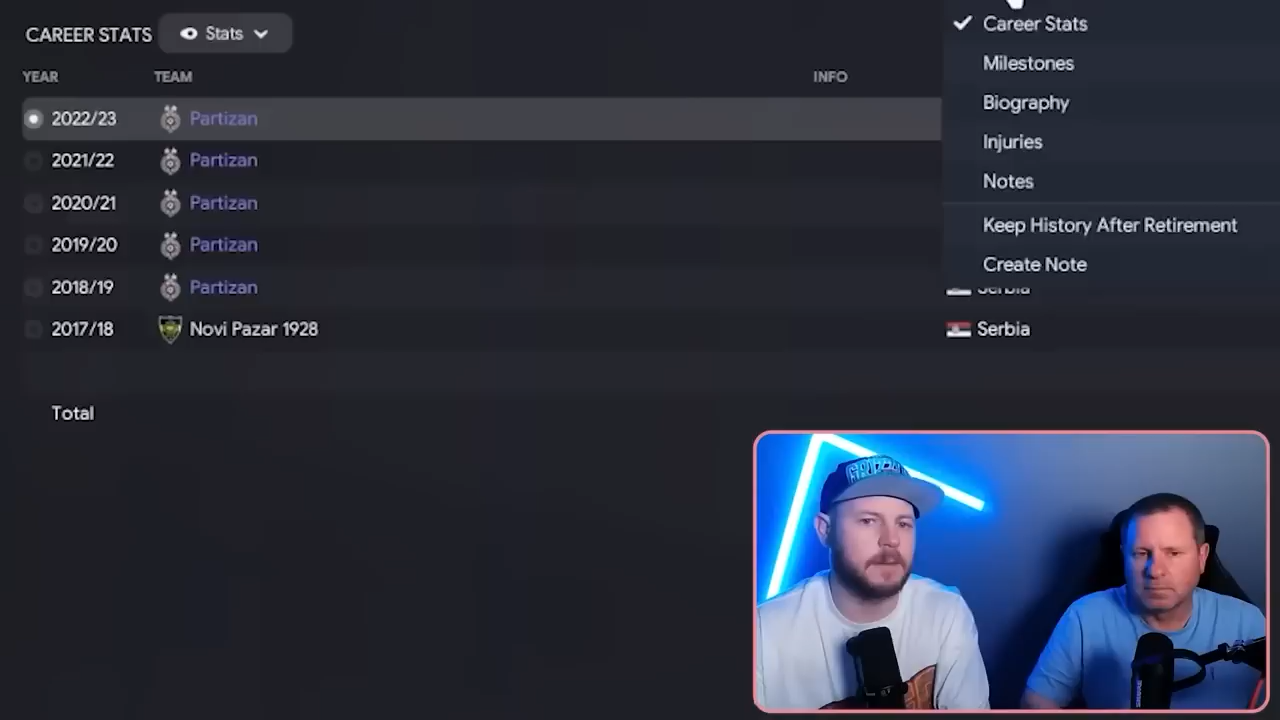 CAREER STATS Stats
YEAR TEAM INFO
2022/23 Partizan
2021/22 Partizan
2020/21 Partizan
2019/20 Partizan
2018/19 Partizan Serbia
2017/18 Novi Pazar 1928 Serbia
Total
Career Stats
Milestones
Biography
Injuries
Notes
Keep History After Retirement
Create Note